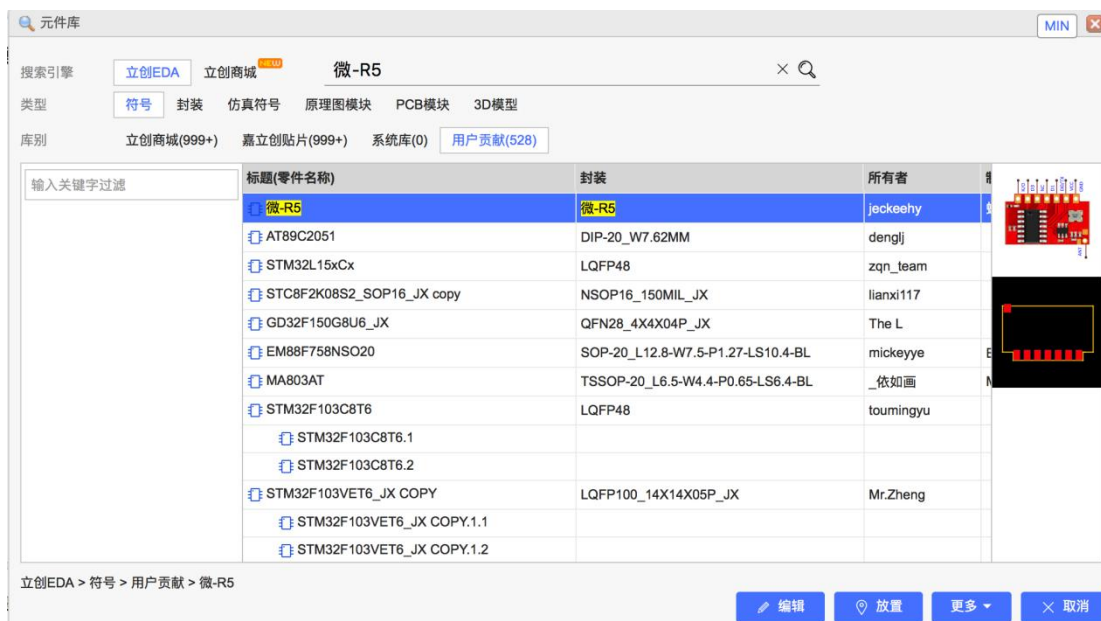 元件库 MIN
搜索引擎 立创EDA 立创商城 NEW 微-R5
类型 符号 封装 仿真符号 原理图模块 PCB模块 3D模型
库别 立创商城(999+) 嘉立创贴片(999+) 系统库(0) 用户贡献(528)
输入关键字过滤
标题(零件名称) 封装 所有者
微-R5 微-R5 jeckeehy
AT89C2051 DIP-20_W7.62MM denglj
STM32L15xCx LQFP48 zqn_team
STC8F2K08S2_SOP16_JX copy NSOP16_150MIL_JX lianxi117
GD32F150G8U6_JX QFN28_4X4X04P_JX The L
EM88F758NSO20 SOP-20_L12.8-W7.5-P1.27-LS10.4-BL mickeyye
MA803AT TSSOP-20_L6.5-W4.4-P0.65-LS6.4-BL _依如画
STM32F103C8T6 LQFP48 toumingyu
STM32F103C8T6.1
STM32F103C8T6.2
STM32F103VET6_JX COPY LQFP100_14X14X05P_JX Mr.Zheng
STM32F103VET6_JX COPY.1.1
STM32F103VET6_JX COPY.1.2
立创EDA > 符号 > 用户贡献 > 微-R5
编辑 放置 更多 取消